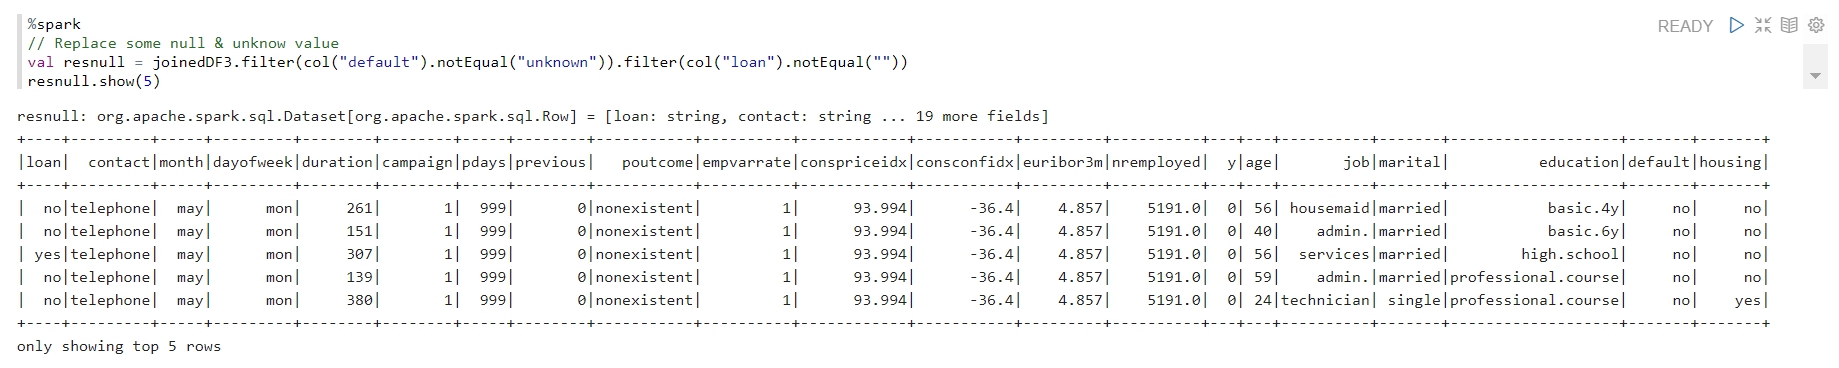 %spark
READY
// Replace some null & unknow value
val resnull = joinedDF3.filter(col("default").notEqual("unknown")).filter(col("loan").notEqual(""))
resnull.show(5)
resnull: org.apache.spark.sql.Dataset[org.apache.spark.sql.Row] = [loan: string, contact: string ... 19 more fields]
+----+---------+-----+---------+--------+--------+-----+--------+-----------+----------+------------+-----------+---------+----------+---+---+----------+-------+-------------------+-------+-------+
|loan|  contact|month|dayofweek|duration|campaign|pdays|previous|   poutcome|empvarrate|conspriceidx|consconfidx|euribor3m|nremployed|  y|age|       job|marital|          education|default|housing|
+----+---------+-----+---------+--------+--------+-----+--------+-----------+----------+------------+-----------+---------+----------+---+---+----------+-------+-------------------+-------+-------+
|  no|telephone|  may|      mon|     261|       1|  999|       0|nonexistent|         1|      93.994|      -36.4|    4.857|    5191.0|  0| 56| housemaid|married|           basic.4y|     no|     no|
|  no|telephone|  may|      mon|     151|       1|  999|       0|nonexistent|         1|      93.994|      -36.4|    4.857|    5191.0|  0| 40|    admin.|married|           basic.6y|     no|     no|
| yes|telephone|  may|      mon|     307|       1|  999|       0|nonexistent|         1|      93.994|      -36.4|    4.857|    5191.0|  0| 56|  services|married|        high.school|     no|     no|
|  no|telephone|  may|      mon|     139|       1|  999|       0|nonexistent|         1|      93.994|      -36.4|    4.857|    5191.0|  0| 59|    admin.|married|professional.course|     no|     no|
|  no|telephone|  may|      mon|     380|       1|  999|       0|nonexistent|         1|      93.994|      -36.4|    4.857|    5191.0|  0| 24|technician| single|professional.course|     no|    yes|
+----+---------+-----+---------+--------+--------+-----+--------+-----------+----------+------------+-----------+---------+----------+---+---+----------+-------+-------------------+-------+-------+
only showing top 5 rows